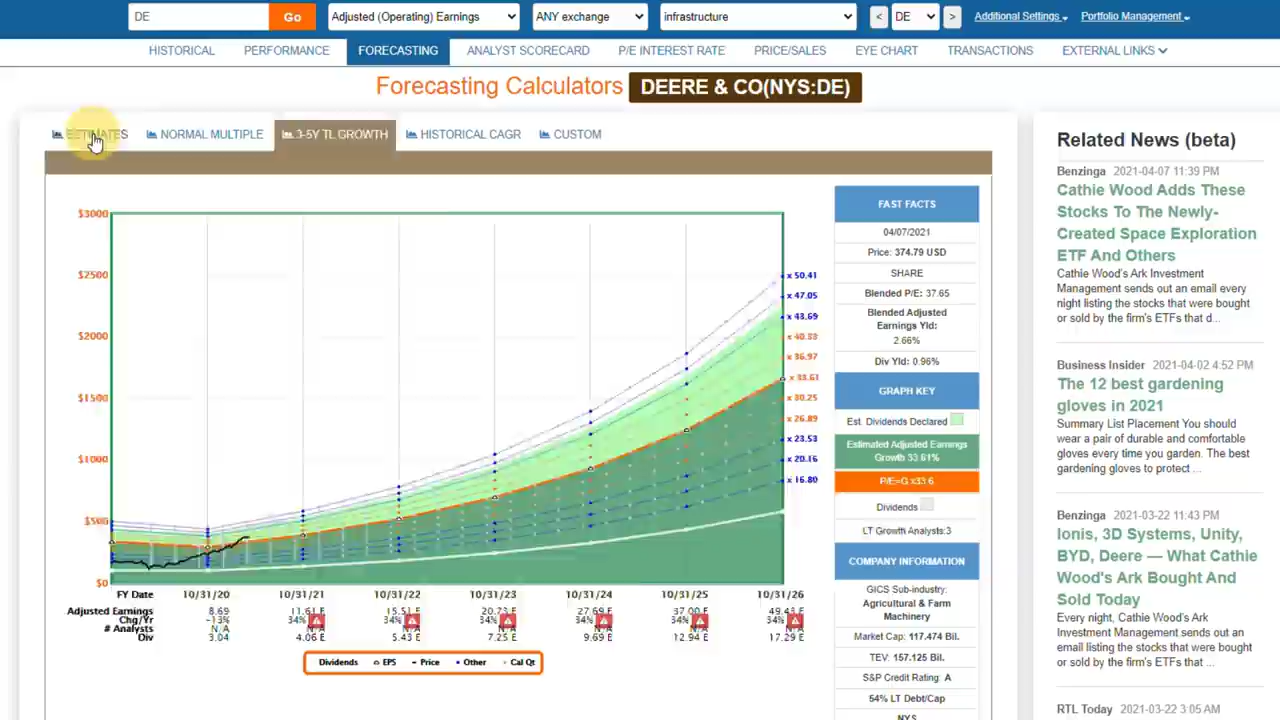 DE Go Adjusted (Operating) Earnings ANY exchange infrastructure < DE > Additional Settings Portfolio Management
HISTORICAL PERFORMANCE FORECASTING ANALYST SCORECARD P/E INTEREST RATE PRICE/SALES EYE CHART TRANSACTIONS EXTERNAL LINKS
Forecasting Calculators DEERE & CO(NYS:DE)
ESTIMATES NORMAL MULTIPLE 3-5Y TL GROWTH HISTORICAL CAGR CUSTOM
$3000
$2500
$2000
$1500
$1000
$500
$0
x 50.41
x 47.05
x 43.69
x 40.33
x 36.97
x 33.61
x 30.25
x 26.89
x 23.53
x 20.16
x 16.80
FY Date 10/31/20 10/31/21 10/31/22 10/31/23 10/31/24 10/31/25 10/31/26
Adjusted Earnings 8.69 11.61 E 15.51 E 20.73 E 27.69 E 37.00 E 49.43 E
Chg/Yr -13% 34% 34% 34% 34% 34% 34%
# Analysts N/A N/A N/A N/A N/A N/A N/A
Div 3.04 4.06 E 5.43 E 7.25 E 9.69 E 12.94 E 17.29 E
Dividends EPS Price Other Cal Qt
FAST FACTS
04/07/2021
Price: 374.79 USD
SHARE
Blended P/E: 37.65
Blended Adjusted
Earnings Yld:
2.66%
Div Yld: 0.96%
GRAPH KEY
Est. Dividends Declared
Estimated Adjusted Earnings
Growth 33.61%
P/E=G x33.6
Dividends
LT Growth Analysts:3
COMPANY INFORMATION
GICS Sub-industry:
Agricultural & Farm
Machinery
Market Cap: 117.474 Bil.
TEV: 157.125 Bil.
S&P Credit Rating: A
54% LT Debt/Cap
NYS
Related News (beta)
Benzinga 2021-04-07 11:39 PM
Cathie Wood Adds These
Stocks To The Newly-
Created Space Exploration
ETF And Others
Cathie Wood's Ark Investment
Management sends out an email every
night listing the stocks that were bought
or sold by the firm's ETFs that d...
Business Insider 2021-04-02 4:52 PM
The 12 best gardening
gloves in 2021
Summary List Placement You should
wear a pair of durable and comfortable
gloves every time you garden. The best
gardening gloves to protect ...
Benzinga 2021-03-22 11:43 PM
Ionis, 3D Systems, Unity,
BYD, Deere — What Cathie
Wood's Ark Bought And
Sold Today
Every night, Cathie Wood's Ark
Investment Management sends out an
email listing the stocks that were bought
or sold by the firm's ETFs that ...
RTL Today 2021-03-22 3:05 AM